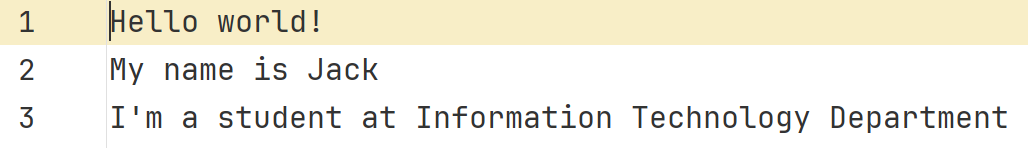 1 Hello world!
2 My name is Jack
3 I'm a student at Information Technology Department